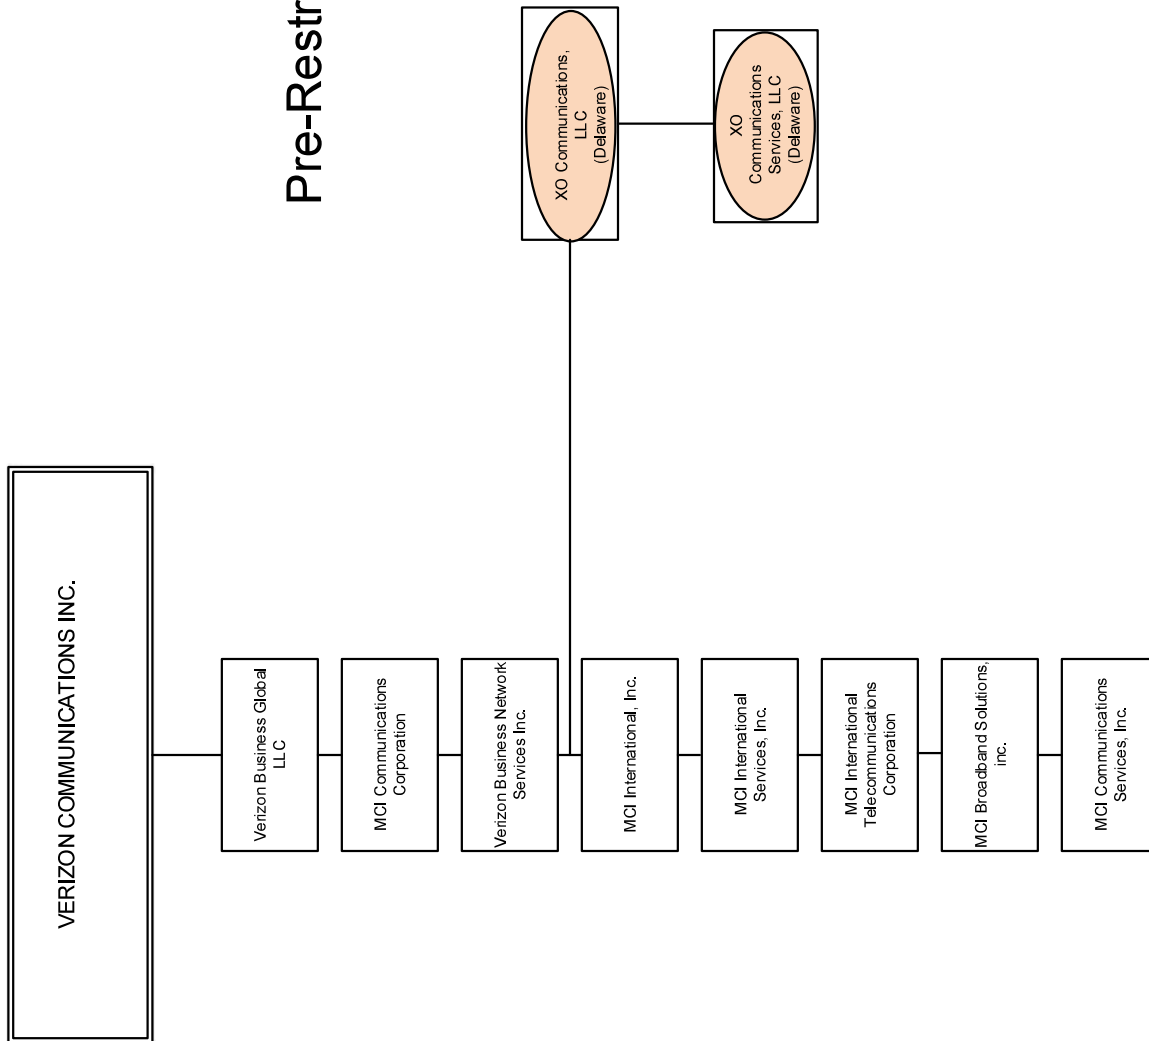 Pre-Restr
VERIZON COMMUNICATIONS INC.
Verizon Business Global
LLC
MCI Communications
Corporation
Verizon Business Network
Services Inc.
MCI International, Inc.
MCI International
Services, Inc.
MCI International
Telecommunications
Corporation
MCI Broadband Solutions,
inc.
MCI Communications
Services, Inc.
XO Communications,
LLC
(Delaware)
XO
Communications
Services, LLC
(Delaware)